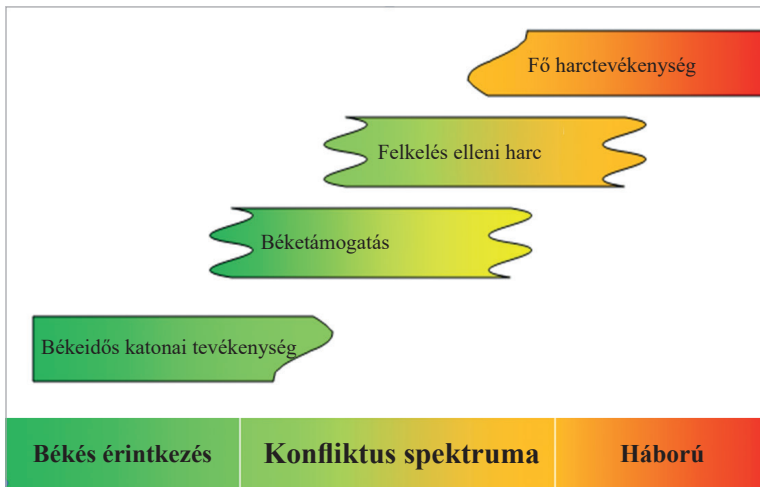 Fő harctevékenység
Felkelés elleni harc
Béketámogatás
Békeidős katonai tevékenység
Békés érintkezés
Konfliktus spektruma
Háború